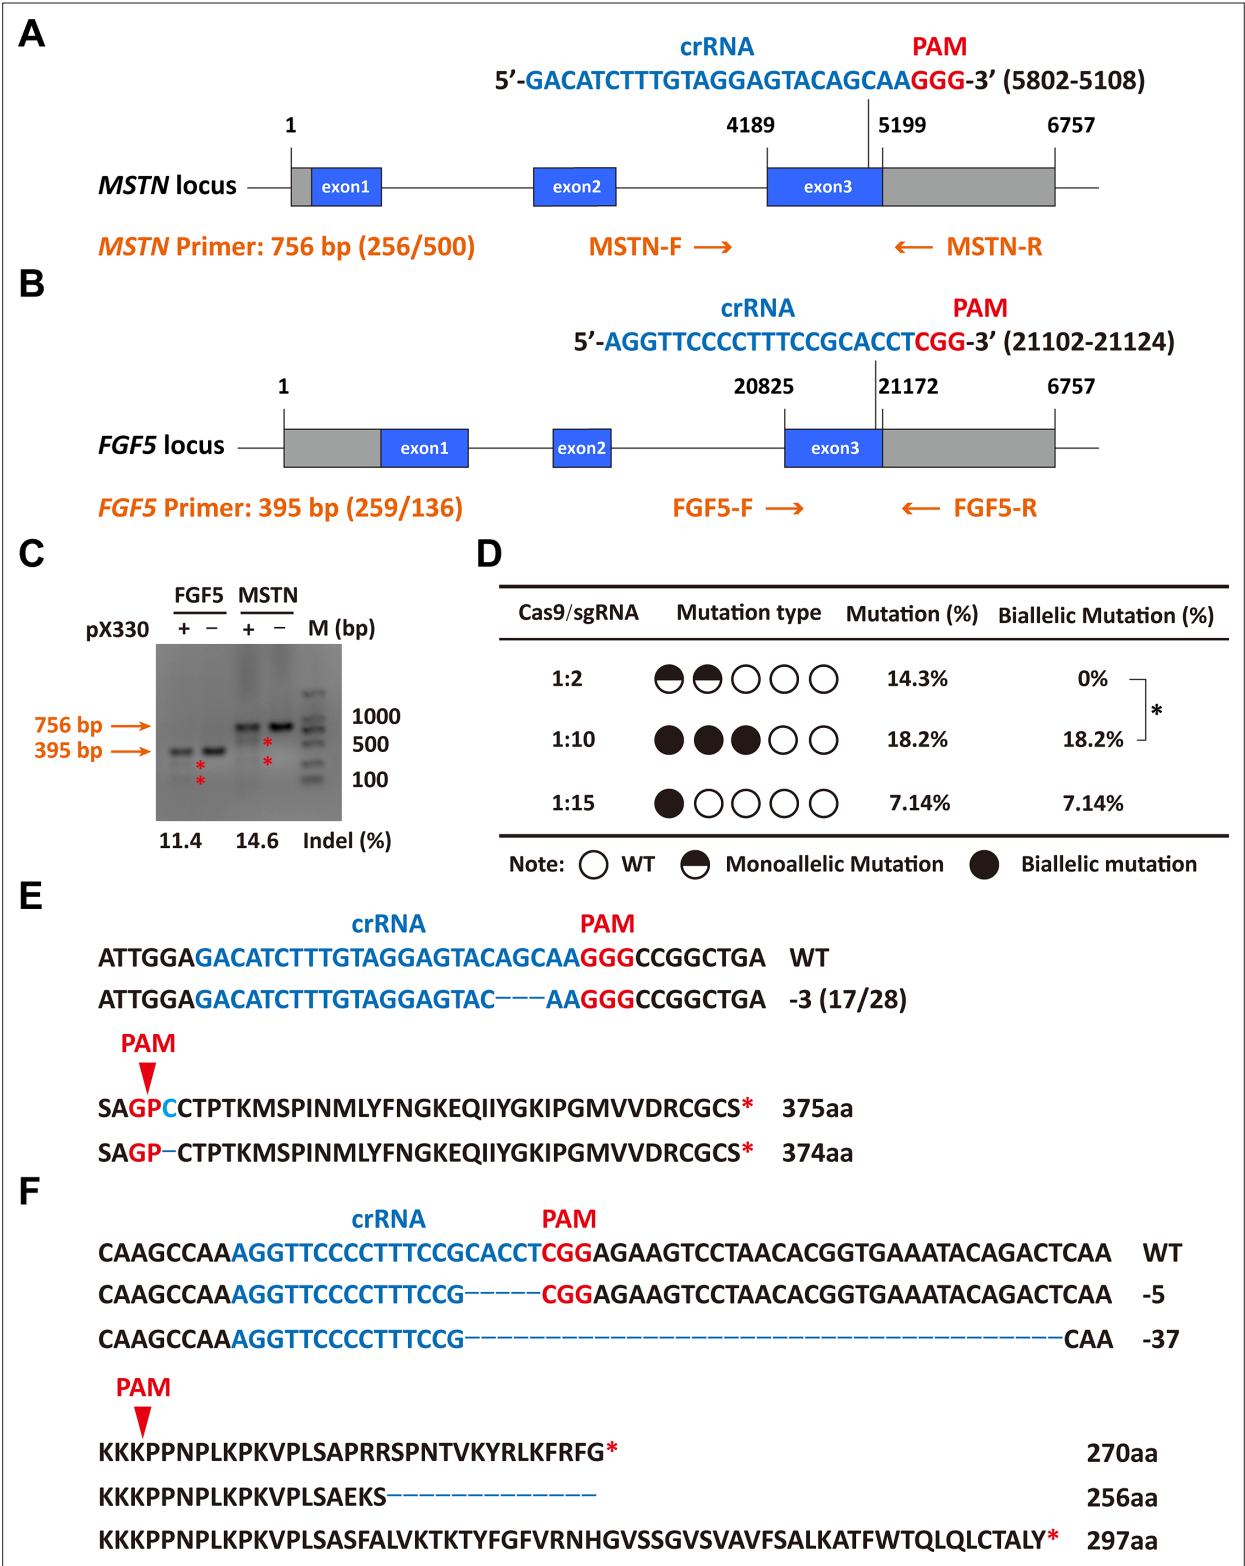 A
crRNA PAM
5’-GACATCTTTGTAGGAGTACAGCAAGGG-3’ (5802-5108)
1 4189 5199 6757
MSTN locus exon1 exon2 exon3
MSTN Primer: 756 bp (256/500) MSTN-F MSTN-R
B
crRNA PAM
5’-AGGTTCCCCTTTCCGCACCTCGG-3’ (21102-21124)
1 20825 21172 6757
FGF5 locus exon1 exon2 exon3
FGF5 Primer: 395 bp (259/136) FGF5-F FGF5-R
C
FGF5 MSTN
pX330 + − + − M (bp)
756 bp 1000
395 bp * * 500
* * 100
11.4 14.6 Indel (%)
D
Cas9/sgRNA Mutation type Mutation (%) Biallelic Mutation (%)
1:2 14.3% 0%
*
1:10 18.2% 18.2%
1:15 7.14% 7.14%
Note: WT Monoallelic Mutation Biallelic mutation
E
crRNA PAM
ATTGGAGACATCTTTGTAGGAGTACAGCAAGGGCCGGCTGA WT
ATTGGAGACATCTTTGTAGGAGTAC---AAGGGCCGGCTGA -3 (17/28)
PAM
SAGPCCTPTKMSPINMLYFNGKEQIIYGKIPGMVVDRCGCS* 375aa
SAGP-CTPTKMSPINMLYFNGKEQIIYGKIPGMVVDRCGCS* 374aa
F
crRNA PAM
CAAGCCAAAGGTTCCCCTTTCCGCACCTCGGAGAAGTCCTAACACGGTGAAATACAGACTCAA WT
CAAGCCAAAGGTTCCCCTTTCCG-----CGGAGAAGTCCTAACACGGTGAAATACAGACTCAA -5
CAAGCCAAAGGTTCCCCTTTCCG-------------------------------------CAA -37
PAM
KKKPPNPLKPKVPLSAPRRSPNTVKYRLKFRFG* 270aa
KKKPPNPLKPKVPLSAEKS-------------- 256aa
KKKPPNPLKPKVPLSASFALVKTKTYFGFVRNHGVSSGVSVAVFSALKATFWTQLQLCTALY* 297aa